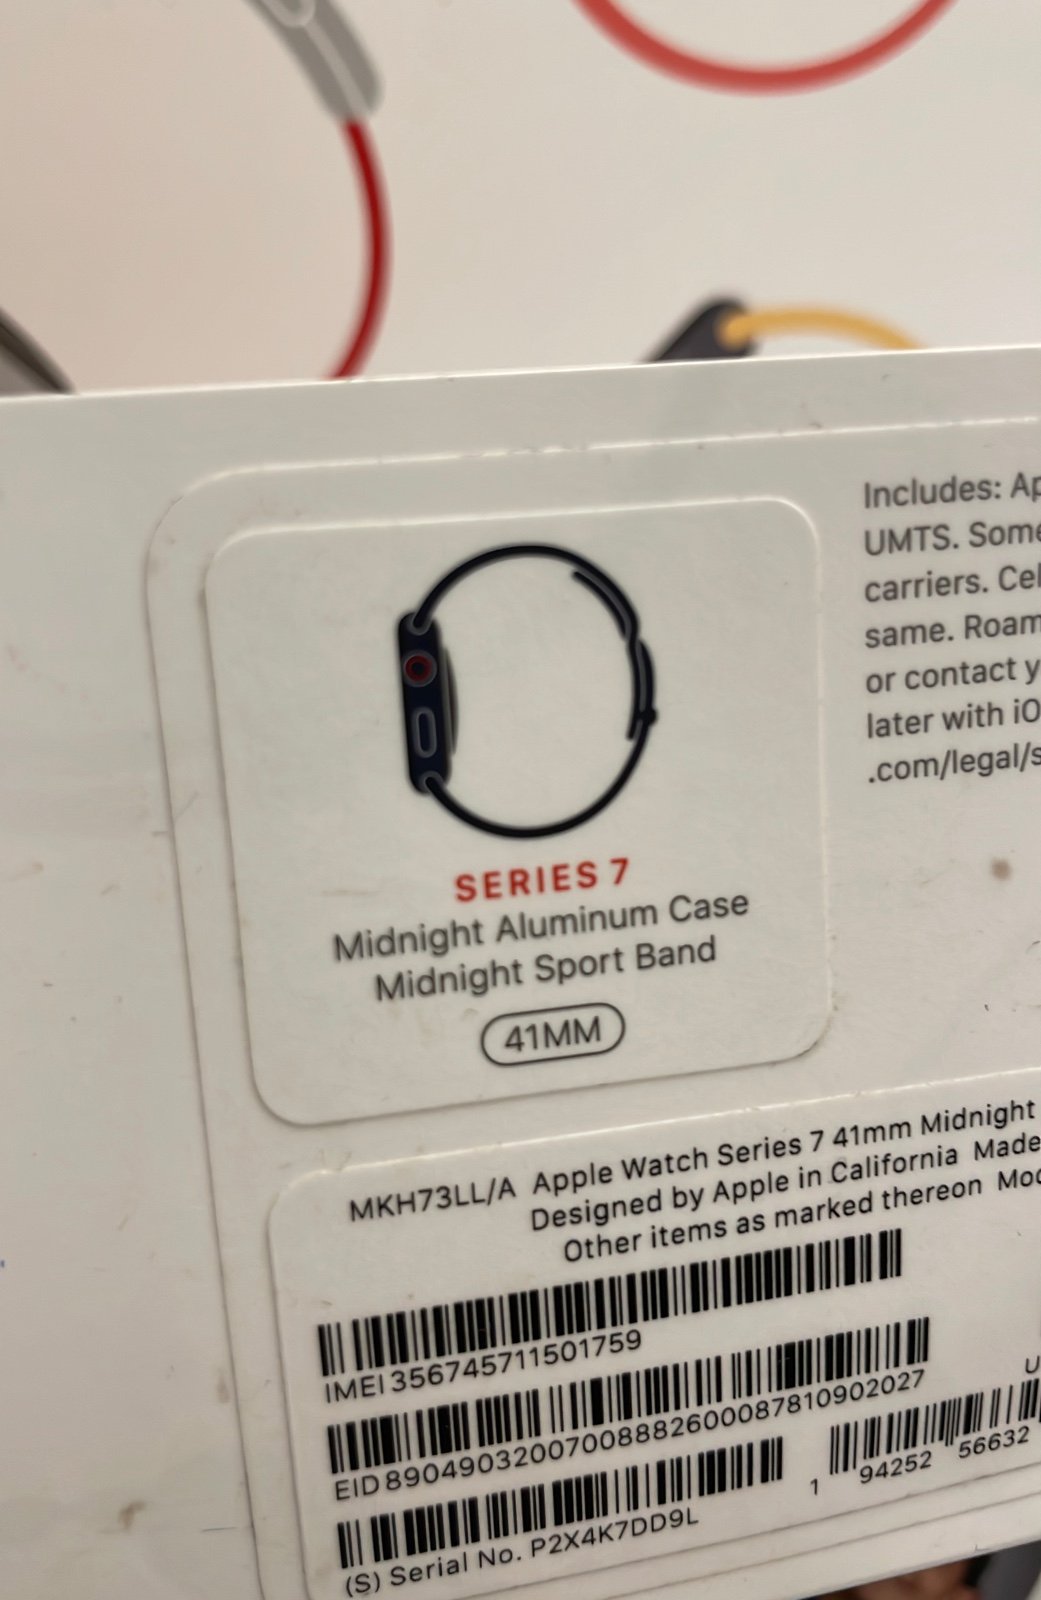 Includes: Ap
UMTS. Some
carriers. Cel
same. Roam
or contact y
later with iO
.com/legal/s
SERIES 7
Midnight Aluminum Case
Midnight Sport Band
41MM
MKH73LL/A Apple Watch Series 7 41mm Midnight
Designed by Apple in California Made
Other items as marked thereon Mod
IMEI 356745711501759
EID 89049032007008882600087810902027
(S) Serial No. P2X4K7DD9L
U
1 94252 56632